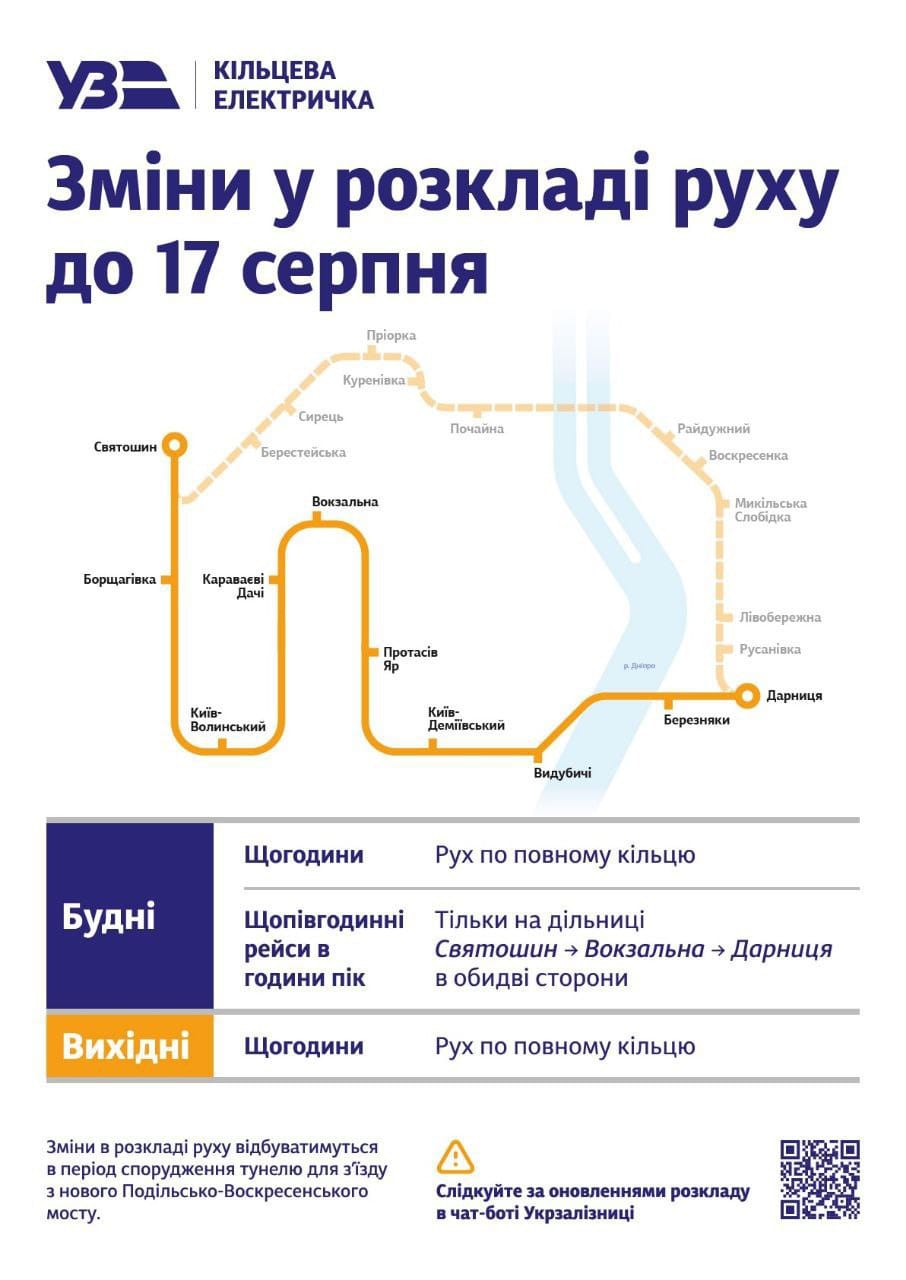 УЗ
КІЛЬЦЕВА
ЕЛЕКТРИЧКА
Зміни у розкладі руху
до 17 серпня
Пріорка
Куренівка
Сирець
Почайна
Райдужний
Святошин
Берестейська
Воскресенка
Вокзальна
Микільська
Слобідка
Борщагівка
Караваєві
Дачі
Лівобережна
Протасів
Яр
Русанівка
р. Дніпро
Дарниця
Київ-
Волинський
Київ-
Деміївський
Березняки
Видубичі
Будні
Щогодини
Рух по повному кільцю
Щопівгодинні
рейси в
години пік
Тільки на дільниці
Святошин → Вокзальна → Дарниця
в обидві сторони
Вихідні
Щогодини
Рух по повному кільцю
Зміни в розкладі руху відбуватимуться
в період спорудження тунелю для з’їзду
з нового Подільсько-Воскресенського
мосту.
Слідкуйте за оновленнями розкладу
в чат-боті Укрзалізниці